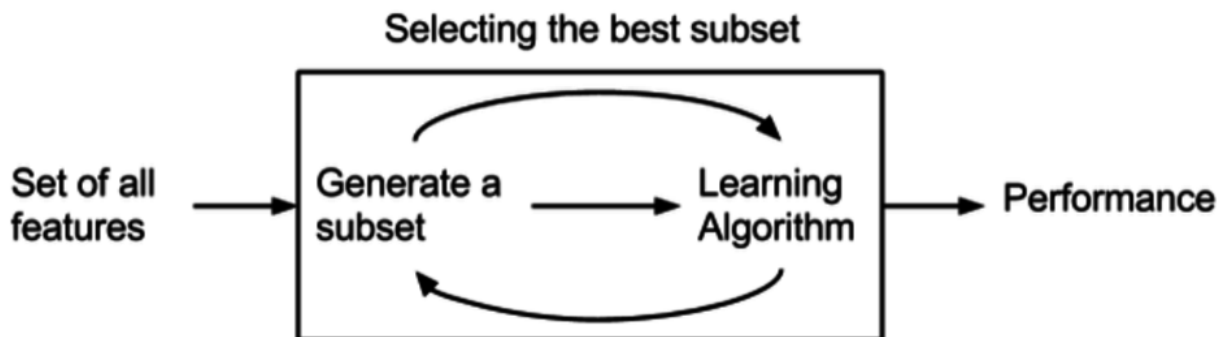 Selecting the best subset
Set of all
features
Generate a
subset
Learning
Algorithm
Performance